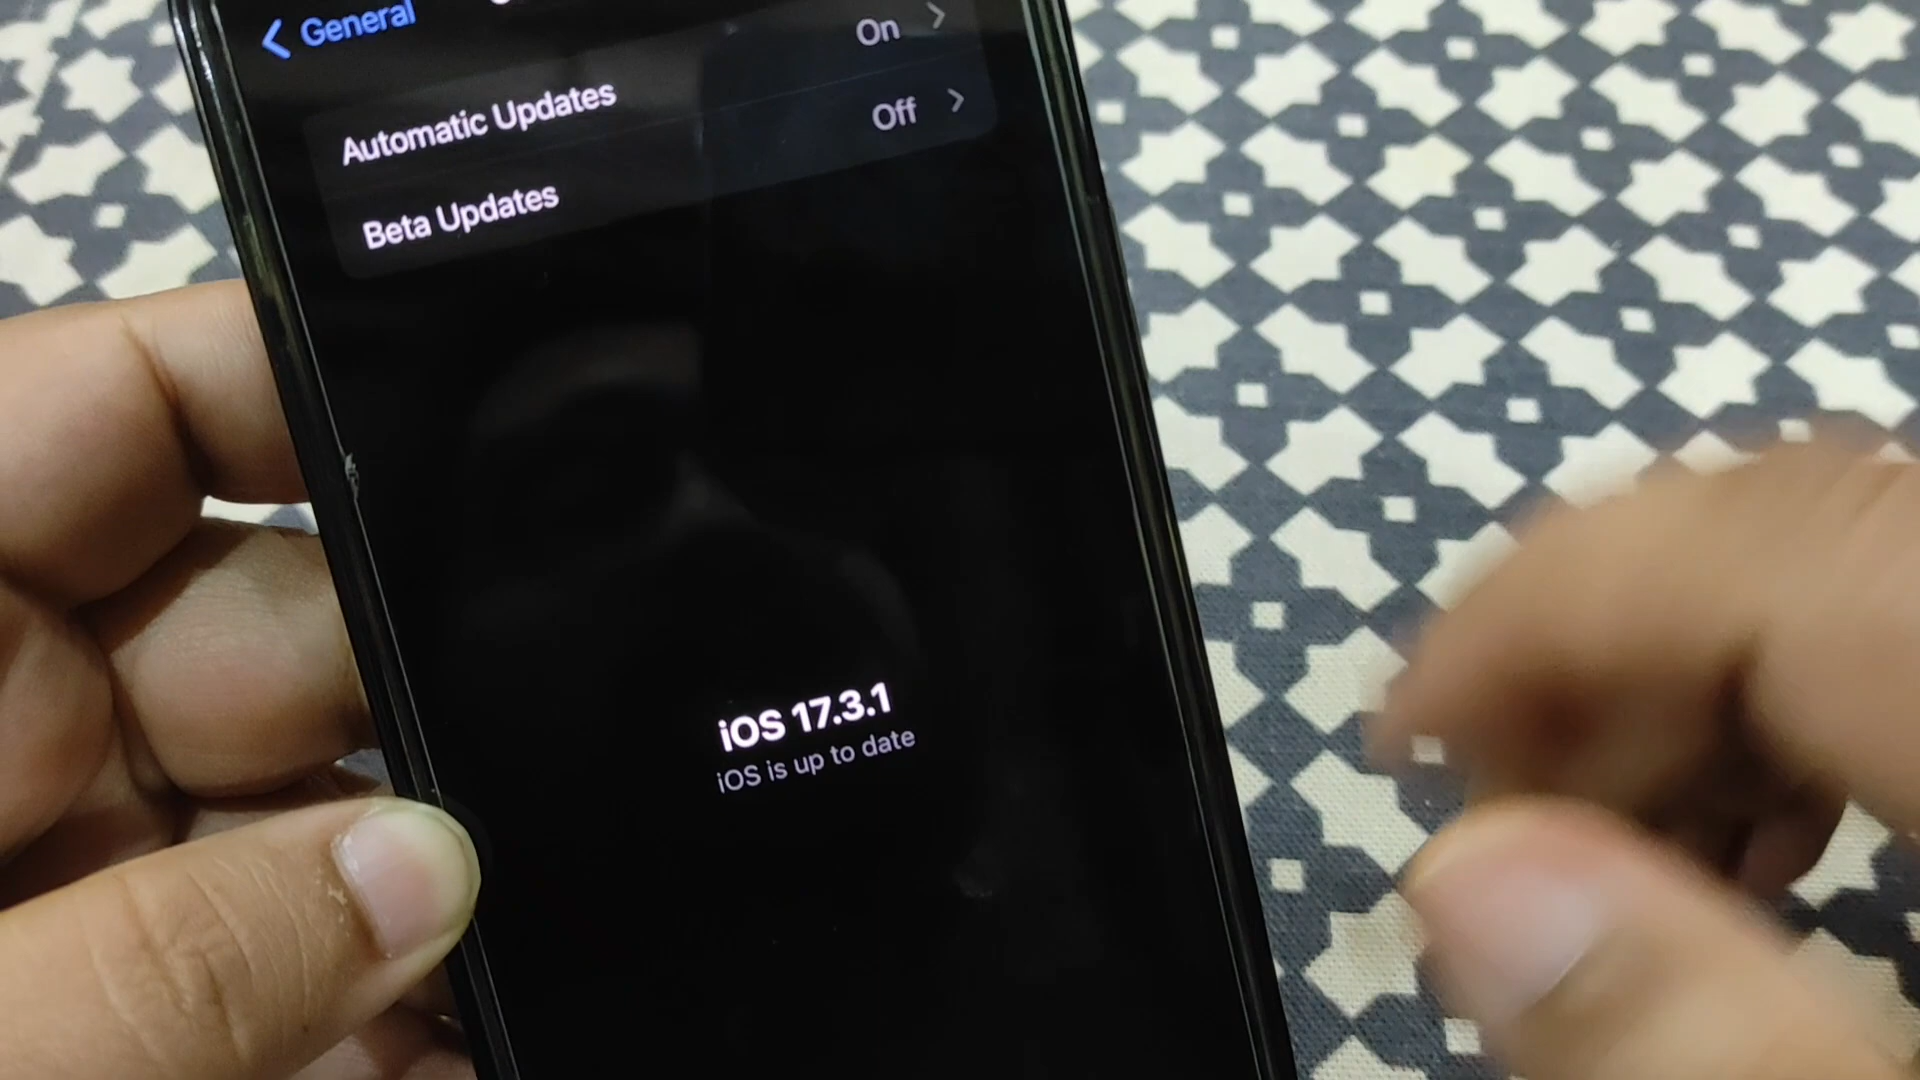 General
Automatic Updates On
Beta Updates Off
iOS 17.3.1
iOS is up to date